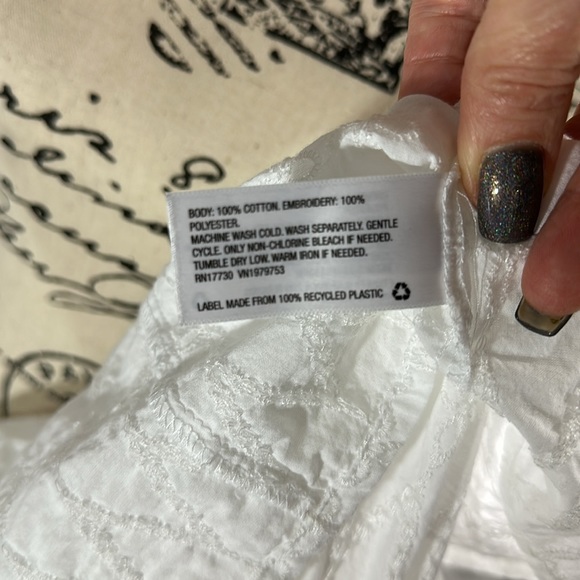 BODY: 100% COTTON. EMBROIDERY: 100%
POLYESTER.
MACHINE WASH COLD. WASH SEPARATELY. GENTLE
CYCLE. ONLY NON-CHLORINE BLEACH IF NEEDED.
TUMBLE DRY LOW. WARM IRON IF NEEDED.
RN17730 VN1979753
LABEL MADE FROM 100% RECYCLED PLASTIC